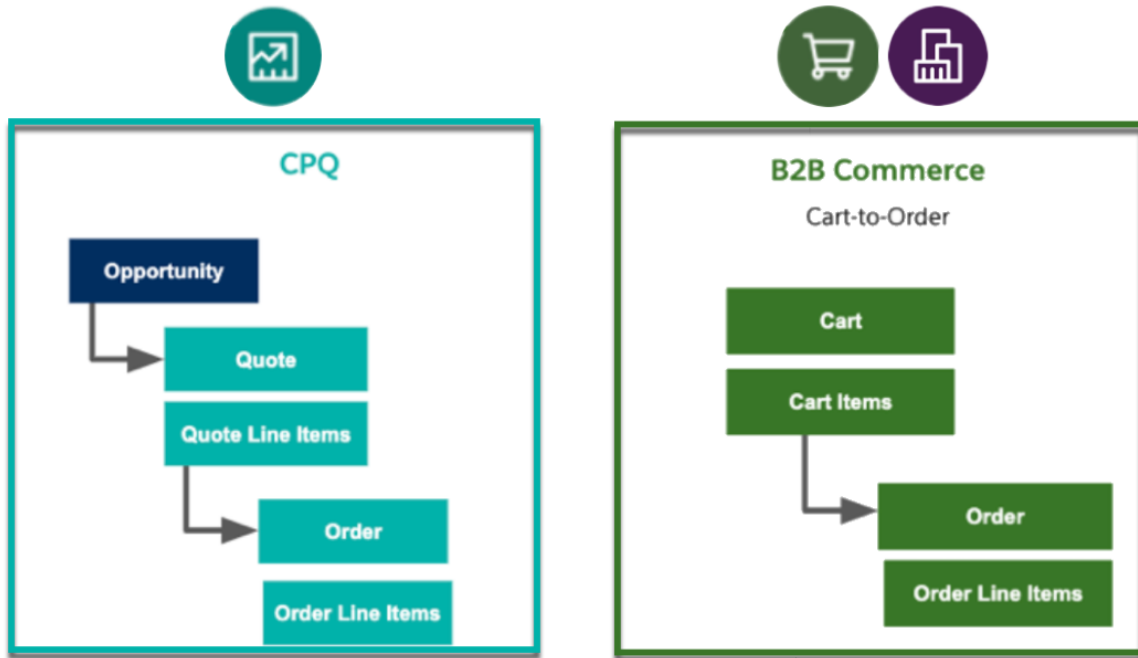 CPQ
Opportunity
Quote
Quote Line Items
Order
Order Line Items
B2B Commerce
Cart-to-Order
Cart
Cart Items
Order
Order Line Items